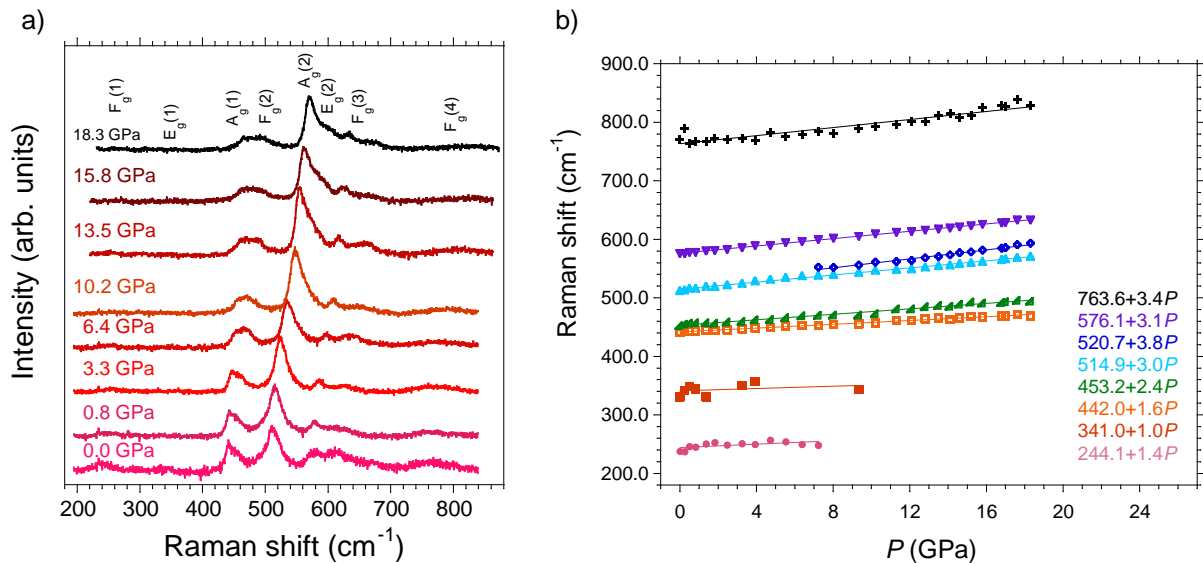 a)
Intensity (arb. units)
F_g(1)
E_g(1)
A_g(1)
F_g(2)
A_g(2)
E_g(2)
F_g(3)
F_g(4)
18.3 GPa
15.8 GPa
13.5 GPa
10.2 GPa
6.4 GPa
3.3 GPa
0.8 GPa
0.0 GPa
200 300 400 500 600 700 800
Raman shift (cm^-1)
b)
Raman shift (cm^-1)
900.0
800.0
700.0
600.0
500.0
400.0
300.0
200.0
763.6+3.4P
576.1+3.1P
520.7+3.8P
514.9+3.0P
453.2+2.4P
442.0+1.6P
341.0+1.0P
244.1+1.4P
0 4 8 12 16 20 24
P (GPa)